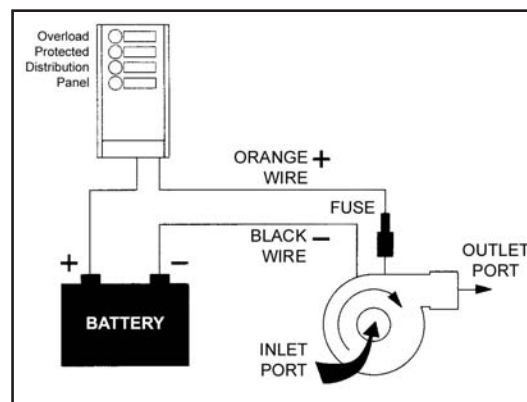 Overload
Protected
Distribution
Panel
ORANGE +
WIRE
FUSE
BLACK −
WIRE
OUTLET
PORT
+ −
BATTERY
INLET
PORT